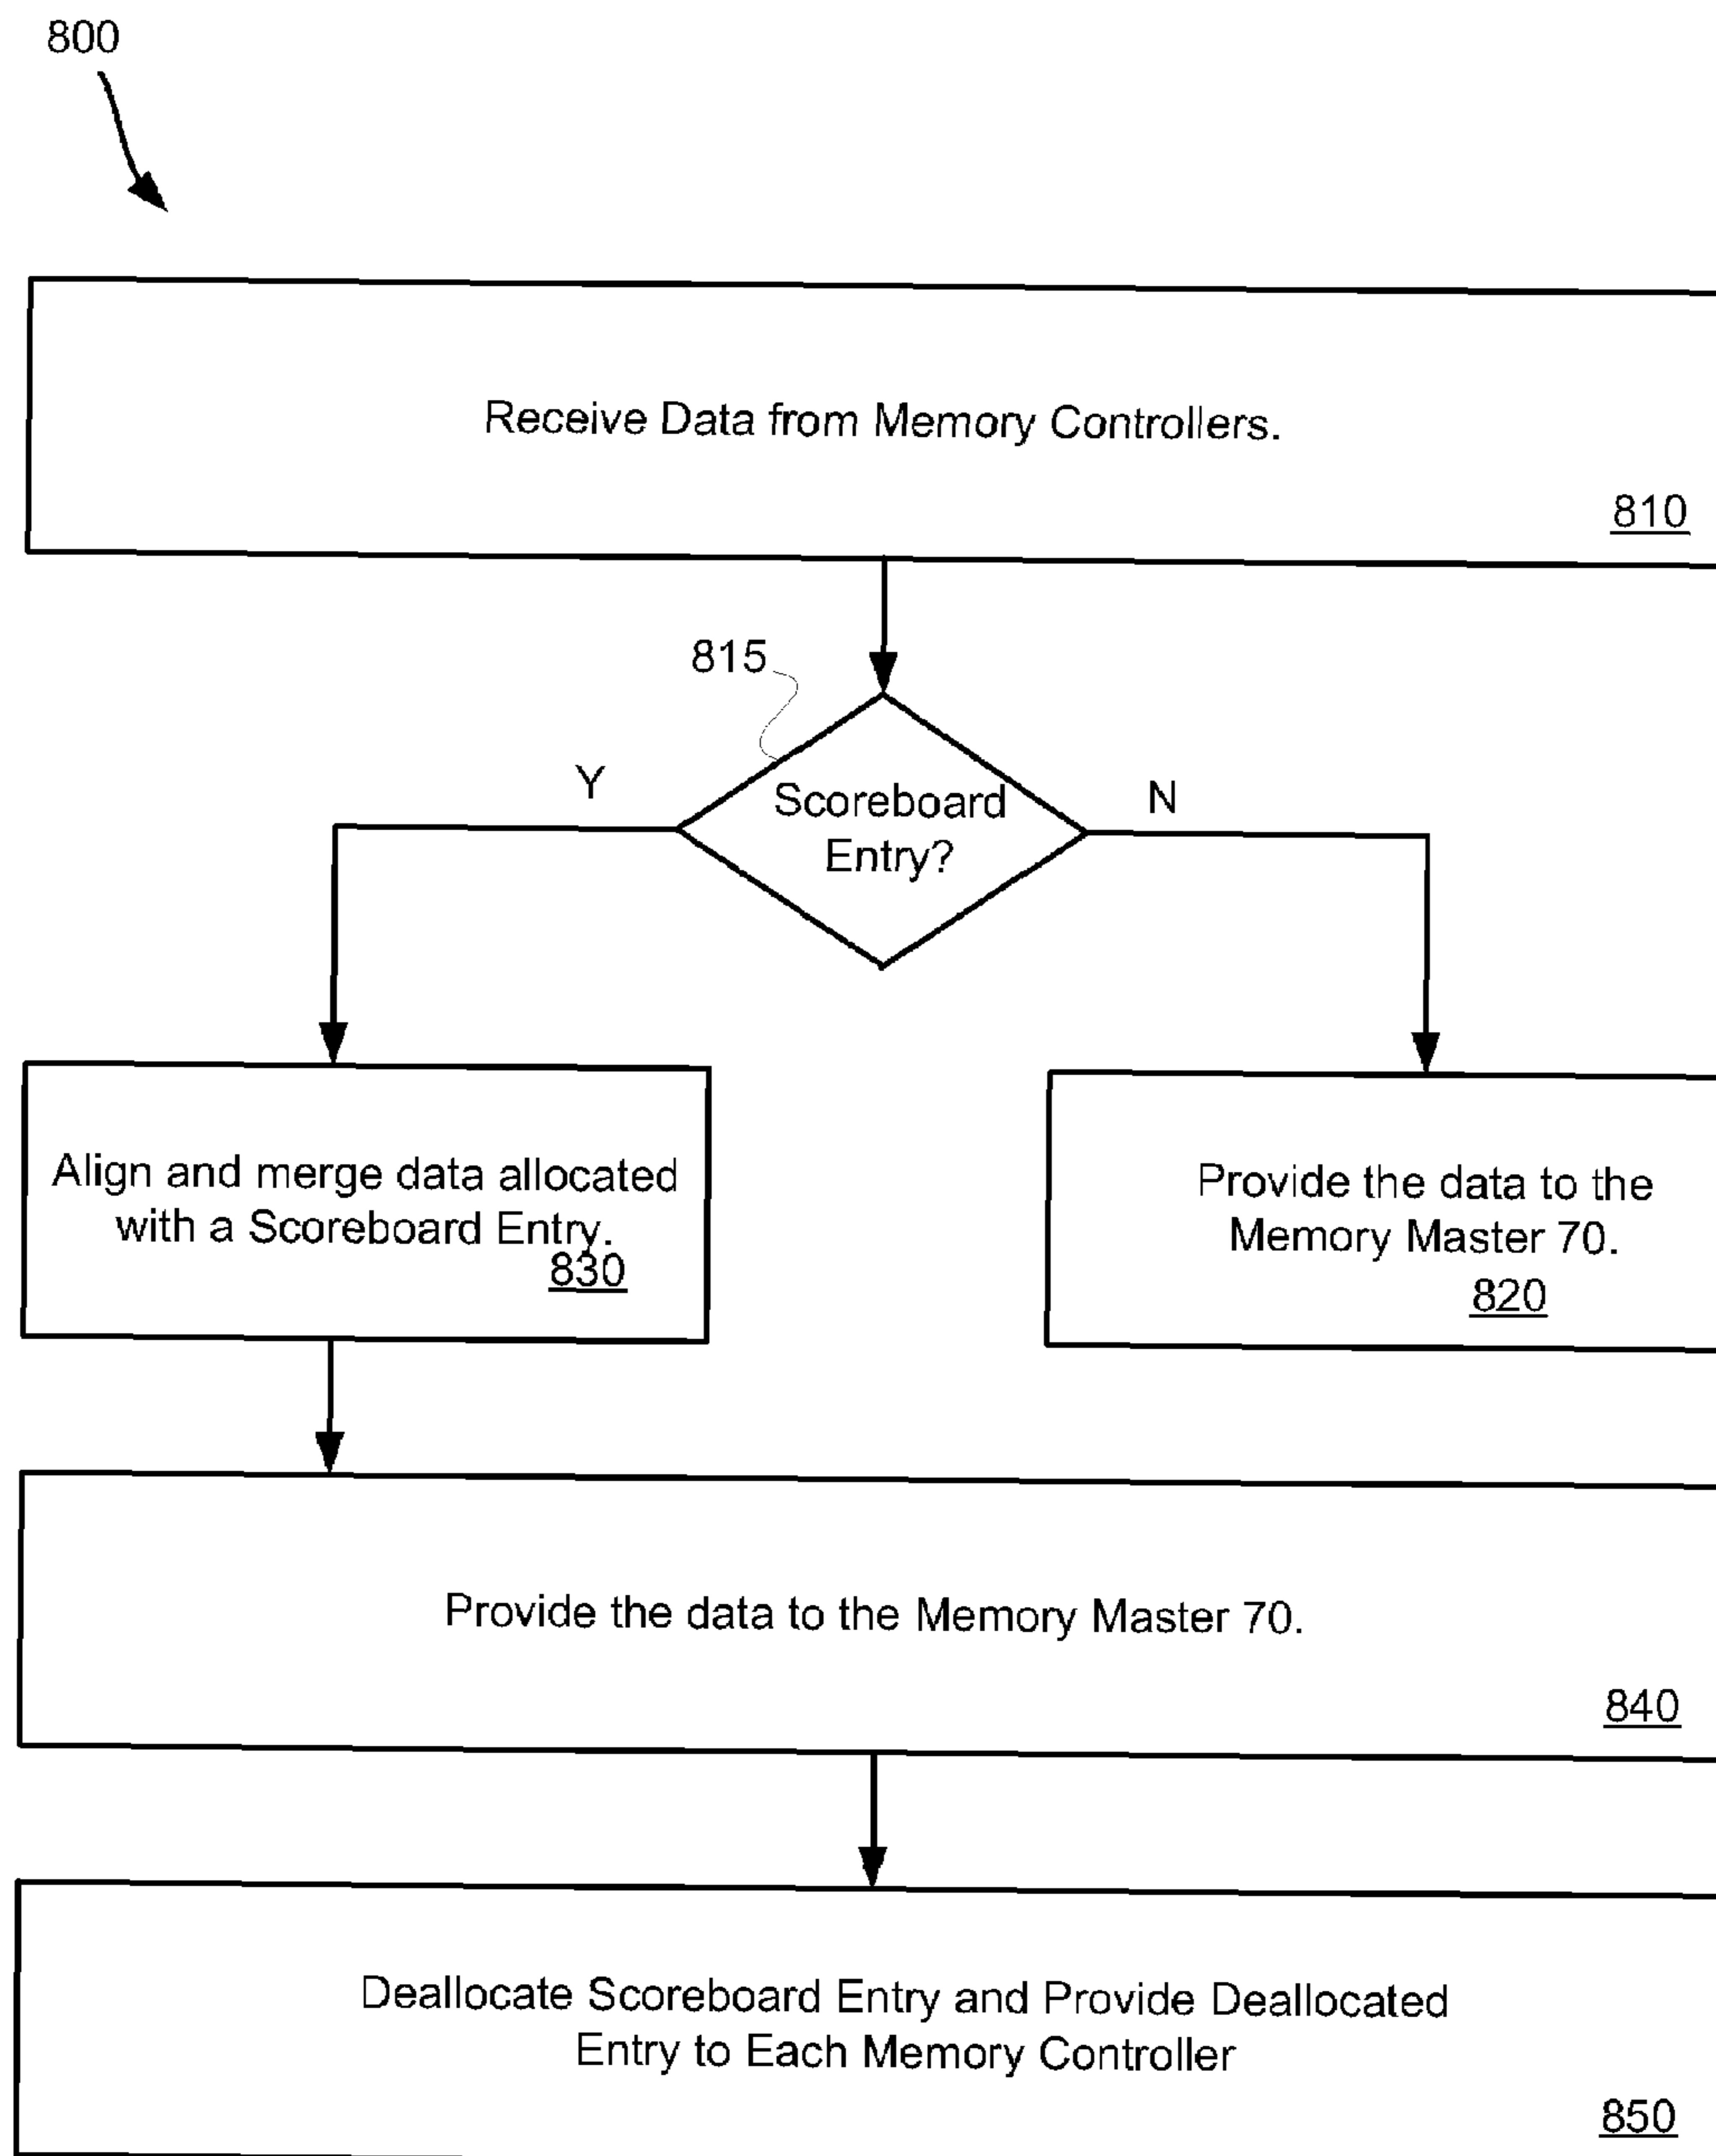 800
Receive Data from Memory Controllers.
810
815
Y
N
Scoreboard
Entry?
Align and merge data allocated
with a Scoreboard Entry.
830
Provide the data to the
Memory Master 70.
820
Provide the data to the Memory Master 70.
840
Deallocate Scoreboard Entry and Provide Deallocated
Entry to Each Memory Controller
850